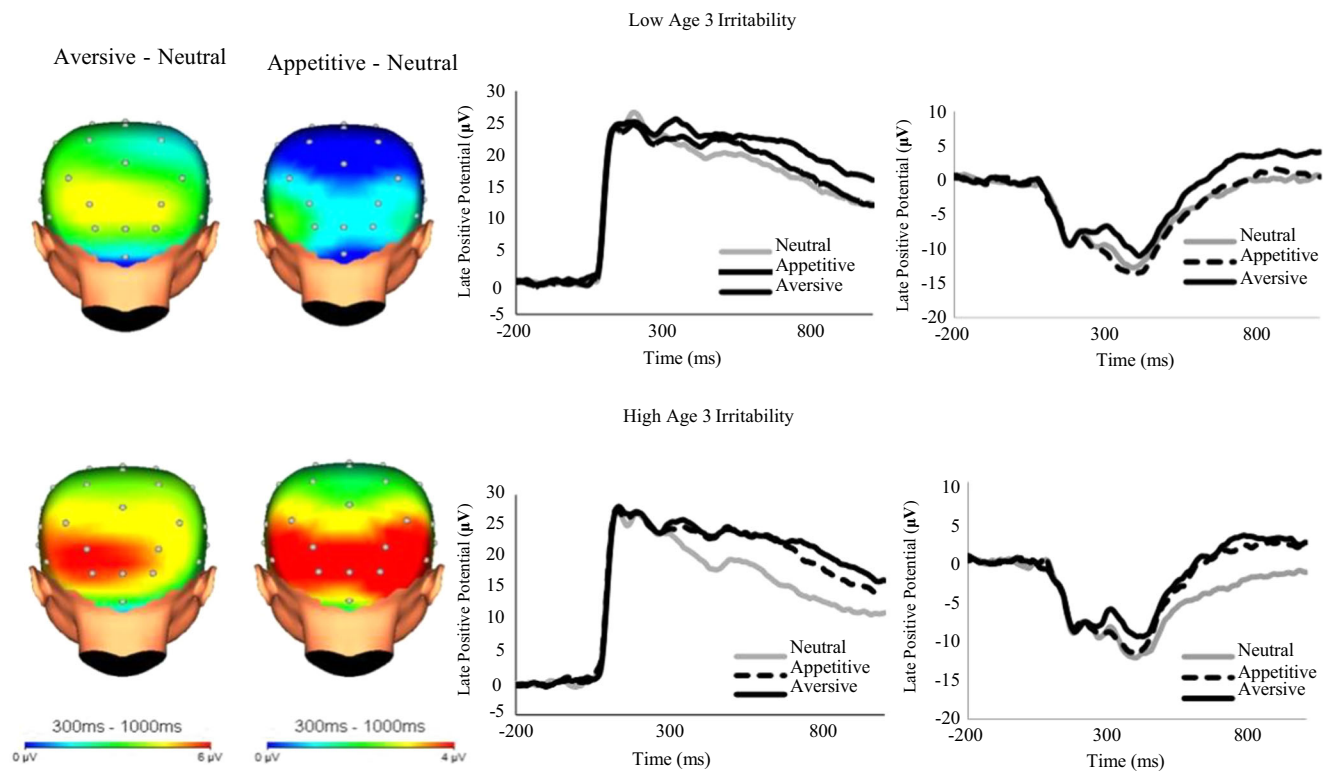 Low Age 3 Irritability
Aversive - Neutral
Appetitive - Neutral
Late Positive Potential (µV)
30
25
20
15
10
5
0
-5
-200
300
800
Time (ms)
Neutral
Appetitive
Aversive
Late Positive Potential (µV)
10
5
0
-5
-10
-15
-20
-200
300
800
Time (ms)
Neutral
Appetitive
Aversive
High Age 3 Irritability
Late Positive Potential (µV)
30
25
20
15
10
5
0
-5
-200
300
800
Time (ms)
Neutral
Appetitive
Aversive
Late Positive Potential (µV)
10
5
0
-5
-10
-15
-20
-200
300
800
Time (ms)
Neutral
Appetitive
Aversive
300ms - 1000ms
0 µV
6 µV
300ms - 1000ms
0 µV
4 µV